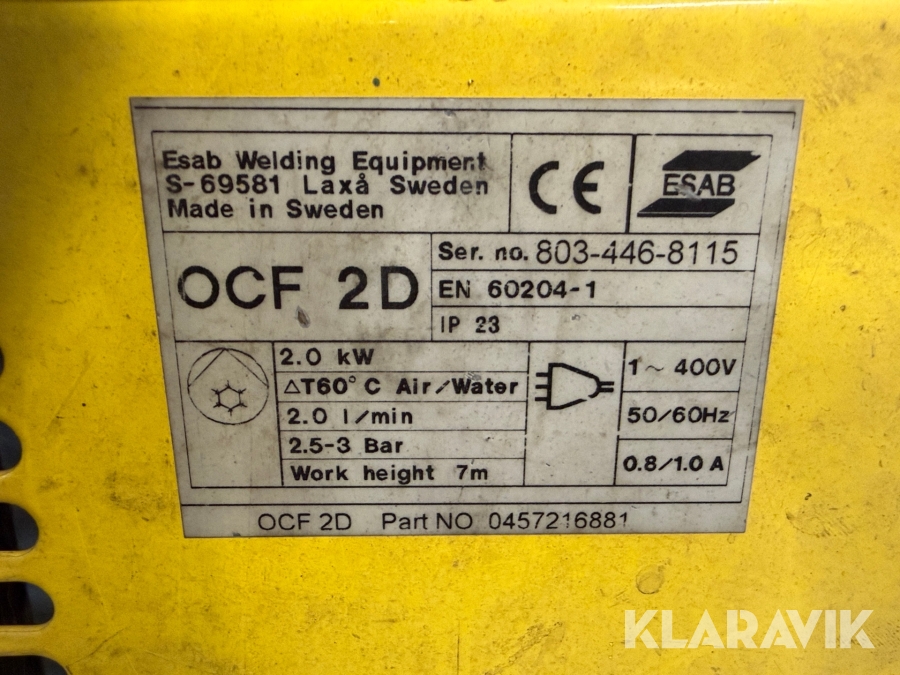 Esab Welding Equipment
S-69581 Laxå Sweden
Made in Sweden
CE
ESAB
OCF 2D
Ser. no. 803-446-8115
EN 60204-1
IP 23
2.0 kW
△T60°C Air/Water
2.0 l/min
2.5-3 Bar
Work height 7m
1~ 400V
50/60Hz
0.8/1.0 A
OCF 2D Part NO 0457216881
KLARAVIK